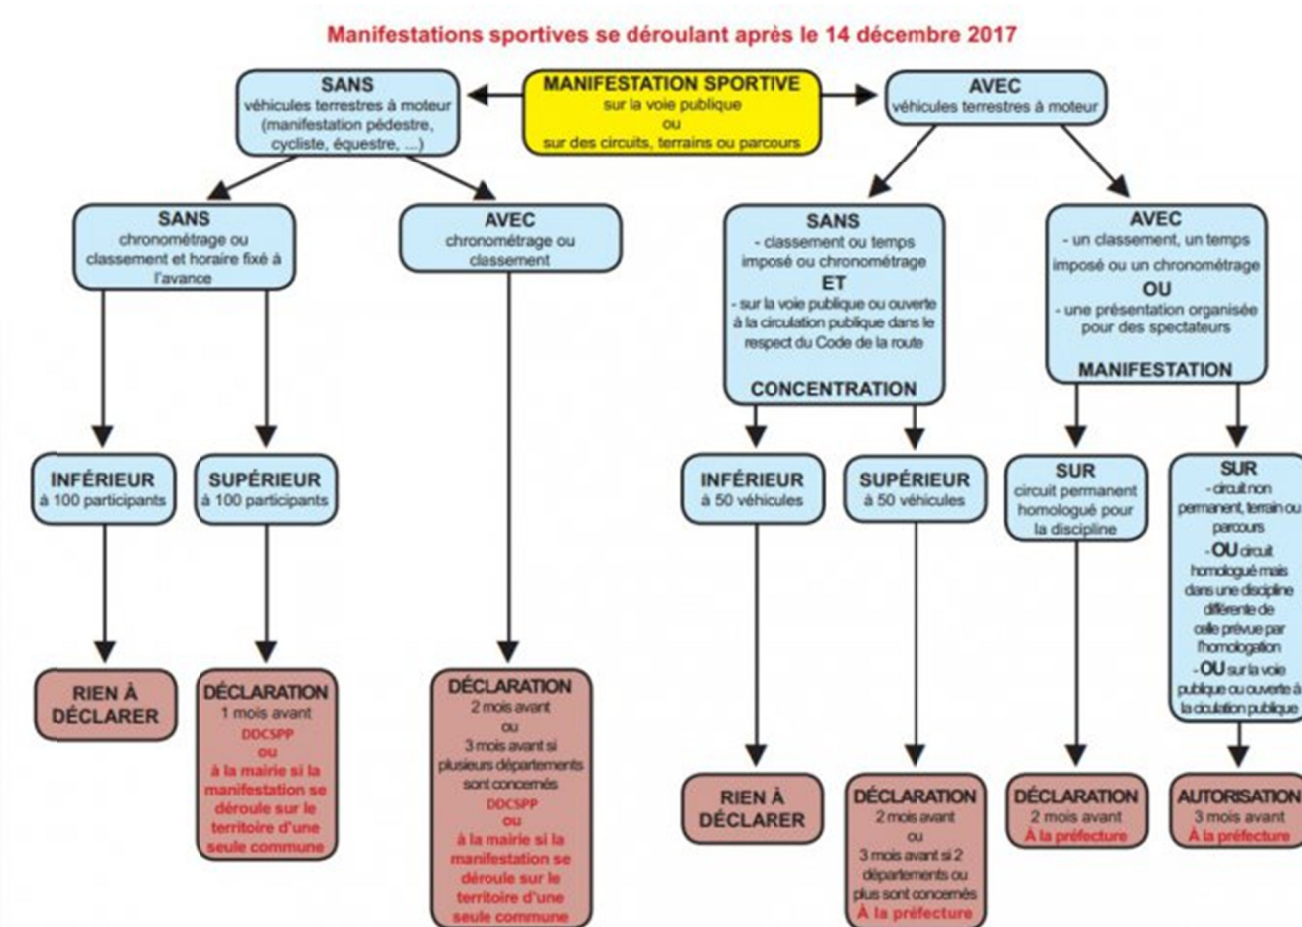 Manifestations sportives se déroulant après le 14 décembre 2017
SANS
véhicules terrestres à moteur
(manifestation pédestre,
cycliste, équestre, ...)
MANIFESTATION SPORTIVE
sur la voie publique
ou
sur des circuits, terrains ou parcours
AVEC
véhicules terrestres à moteur
SANS
chronométrage ou
classement et horaire fixé à
l'avance
AVEC
chronométrage ou
classement
SANS
- classement ou temps
imposé ou chronométrage
ET
- sur la voie publique ou ouverte
à la circulation publique dans le
respect du Code de la route
CONCENTRATION
AVEC
- un classement, un temps
imposé ou un chronométrage
OU
- une présentation organisée
pour des spectateurs
MANIFESTATION
INFÉRIEUR
à 100 participants
SUPÉRIEUR
à 100 participants
INFÉRIEUR
à 50 véhicules
SUPÉRIEUR
à 50 véhicules
SUR
circuit permanent
homologué pour
la discipline
SUR
- circuit non
permanent, terrain ou
parcours
- OU circuit
homologué mais
dans une discipline
différente de
celle prévue par
l'homologation
- OU sur la voie
publique ou ouverte à
la ciculation publique
RIEN À
DÉCLARER
DÉCLARATION
1 mois avant
DDCSPP
ou
à la mairie si la
manifestation se
déroule sur le
territoire d'une
seule commune
DÉCLARATION
2 mois avant
ou
3 mois avant si
plusieurs départements
sont concernés
DDCSPP
ou
à la mairie si la
manifestation se
déroule sur le
territoire d'une
seule commune
RIEN À
DÉCLARER
DÉCLARATION
2 mois avant
ou
3 mois avant si 2
départements ou
plus sont concernés
À la préfecture
DÉCLARATION
2 mois avant
À la préfecture
AUTORISATION
3 mois avant
À la préfecture